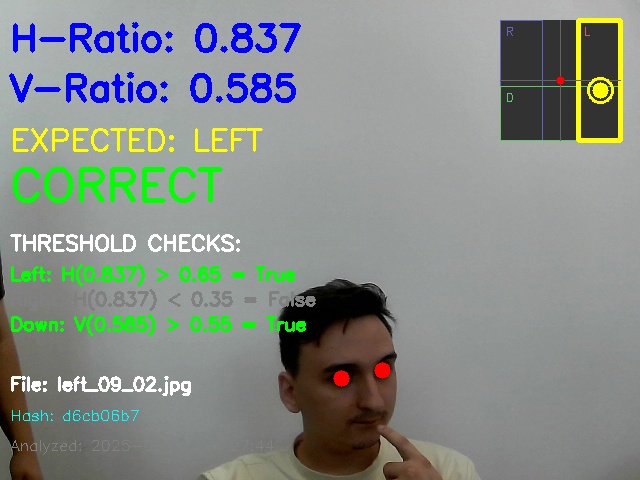 H-Ratio: 0.837
V-Ratio: 0.585
EXPECTED: LEFT
CORRECT
THRESHOLD CHECKS:
Left: H(0.837) > 0.65 = True
H(0.837) < 0.35 = False
Down: V(0.585) > 0.55 = True
File: left_09_02.jpg
Hash: d6cb06b7
Analyzed: 2025-
R
L
D